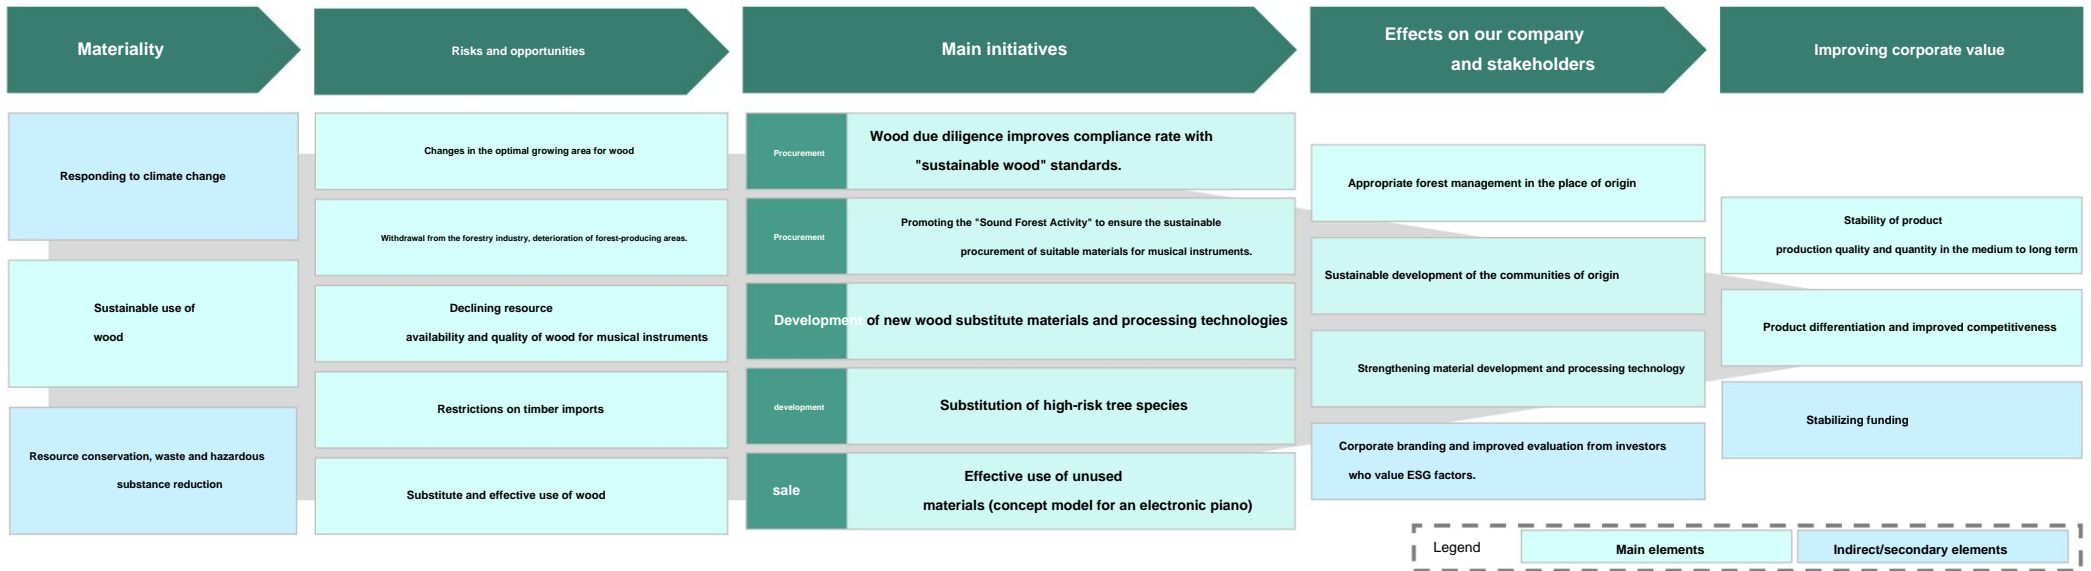 Materiality
Risks and opportunities
Main initiatives
Effects on our company
and stakeholders
Improving corporate value
Responding to climate change
Sustainable use of
wood
Resource conservation, waste and hazardous
substance reduction
Changes in the optimal growing area for wood
Withdrawal from the forestry industry, deterioration of forest-producing areas.
Declining resource
availability and quality of wood for musical instruments
Restrictions on timber imports
Substitute and effective use of wood
Procurement
Wood due diligence improves compliance rate with
"sustainable wood" standards.
Procurement
Promoting the "Sound Forest Activity" to ensure the sustainable
procurement of suitable materials for musical instruments.
Development of new wood substitute materials and processing technologies
development
Substitution of high-risk tree species
sale
Effective use of unused
materials (concept model for an electronic piano)
Appropriate forest management in the place of origin
Sustainable development of the communities of origin
Strengthening material development and processing technology
Corporate branding and improved evaluation from investors
who value ESG factors.
Stability of product
production quality and quantity in the medium to long term
Product differentiation and improved competitiveness
Stabilizing funding
Legend
Main elements
Indirect/secondary elements